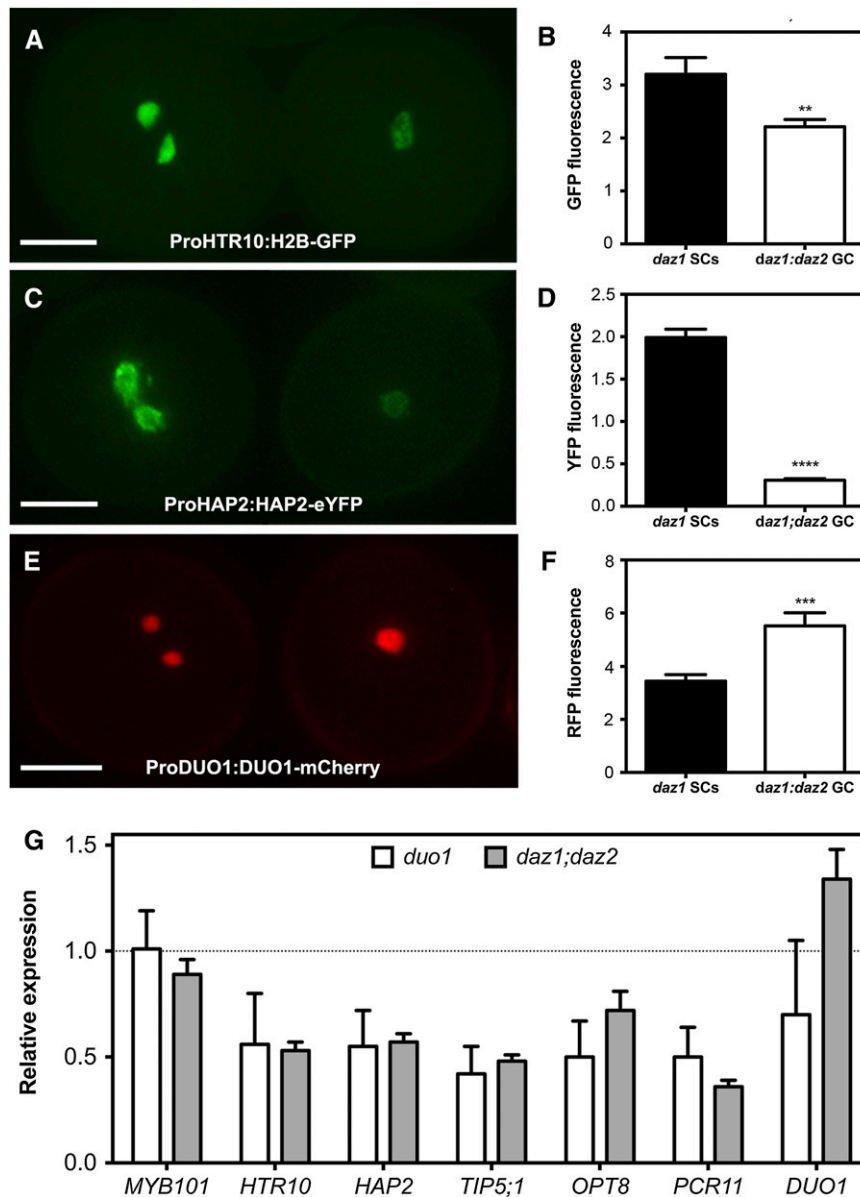 A
ProHTR10:H2B-GFP
B
GFP fluorescence
4
3
2
1
0
**
daz1 SCs
daz1:daz2 GC
C
ProHAP2:HAP2-eYFP
D
YFP fluorescence
2.5
2.0
1.5
1.0
0.5
0.0
****
daz1 SCs
daz1;daz2 GC
E
ProDUO1:DUO1-mCherry
F
RFP fluorescence
8
6
4
2
0
***
daz1 SCs
daz1:daz2 GC
G
Relative expression
1.5
1.0
0.5
0.0
duo1
daz1;daz2
MYB101
HTR10
HAP2
TIP5;1
OPT8
PCR11
DUO1